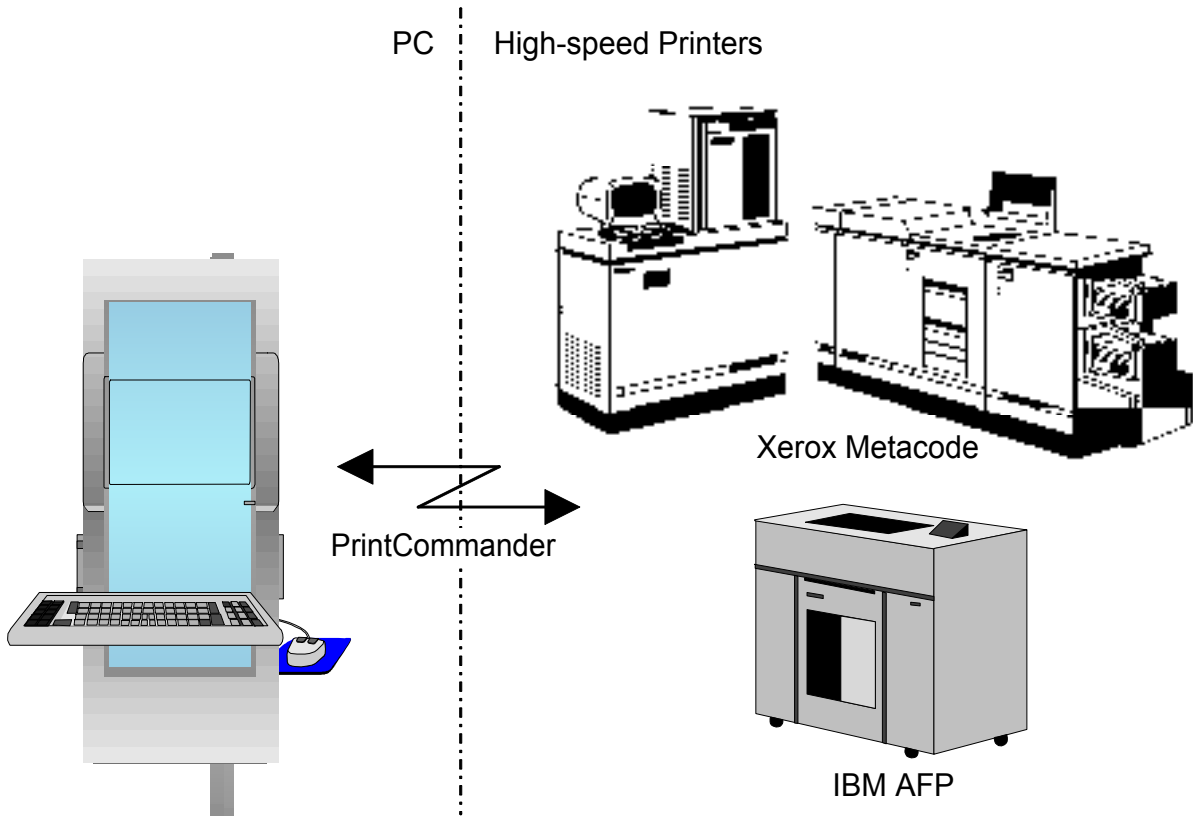 PC
High-speed Printers
Xerox Metacode
PrintCommander
IBM AFP